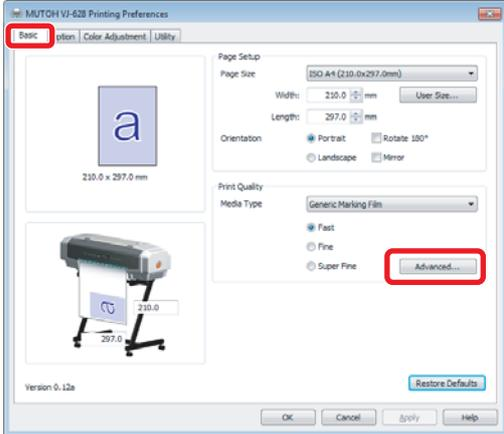 MUTOH VJ-628 Printing Preferences
Basic Option Color Adjustment Utility
a
210.0 x 297.0 mm
a
210.0
297.0
Version 0.12a
Page Setup
Page Size ISO A4 (210.0x297.0mm)
Width: 210.0 mm User Size...
Length: 297.0 mm
Orientation Portrait Rotate 180°
Landscape Mirror
Print Quality
Media Type Generic Marking Film
Fast
Fine
Super Fine Advanced...
Restore Defaults
OK Cancel Apply Help